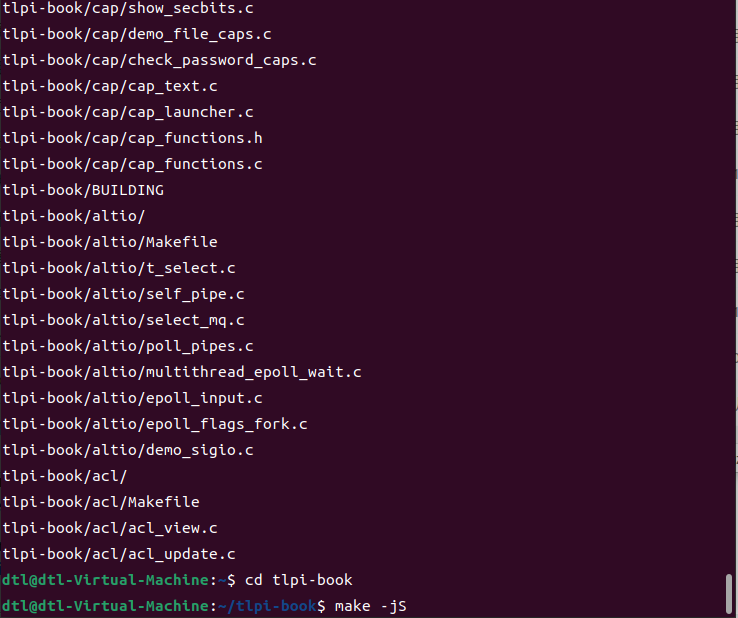 tlpi-book/cap/show_secbits.c
tlpi-book/cap/demo_file_caps.c
tlpi-book/cap/check_password_caps.c
tlpi-book/cap/cap_text.c
tlpi-book/cap/cap_launcher.c
tlpi-book/cap/cap_functions.h
tlpi-book/cap/cap_functions.c
tlpi-book/BUILDING
tlpi-book/altio/
tlpi-book/altio/Makefile
tlpi-book/altio/t_select.c
tlpi-book/altio/self_pipe.c
tlpi-book/altio/select_mq.c
tlpi-book/altio/poll_pipes.c
tlpi-book/altio/multithread_epoll_wait.c
tlpi-book/altio/epoll_input.c
tlpi-book/altio/epoll_flags_fork.c
tlpi-book/altio/demo_sigio.c
tlpi-book/acl/
tlpi-book/acl/Makefile
tlpi-book/acl/acl_view.c
tlpi-book/acl/acl_update.c
dtl@dtl-Virtual-Machine:~$ cd tlpi-book
dtl@dtl-Virtual-Machine:~/tlpi-book$ make -jS